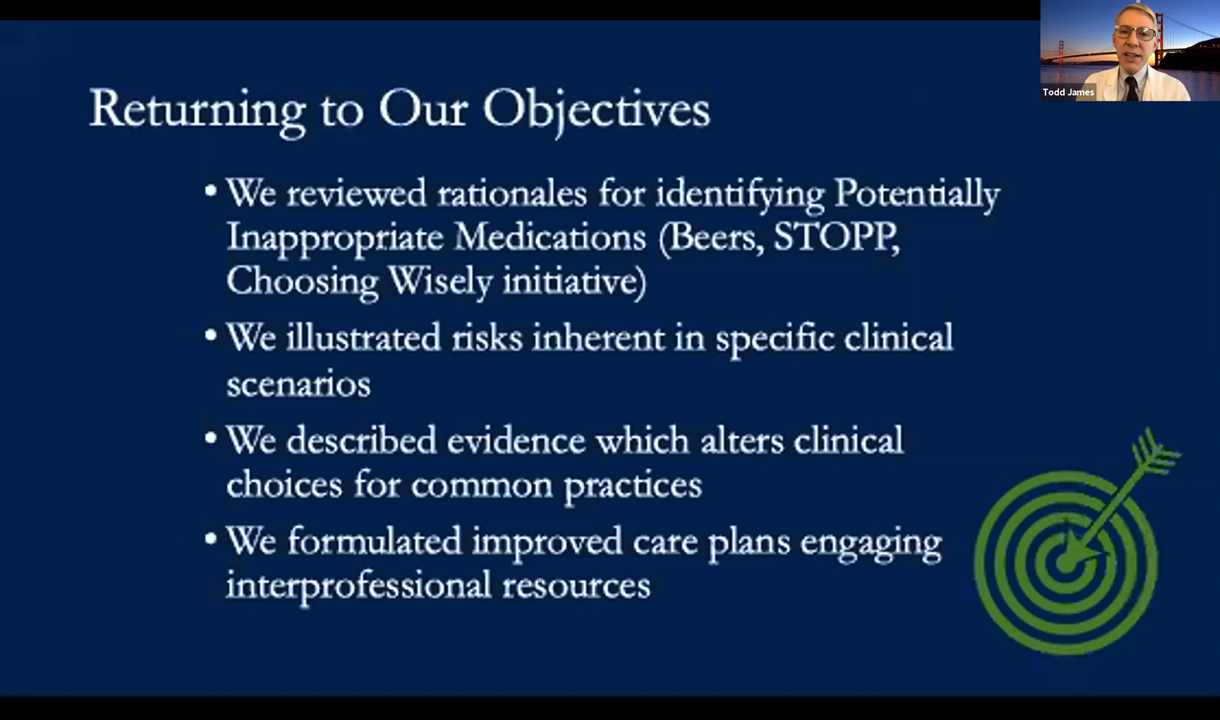 Returning to Our Objectives
• We reviewed rationales for identifying Potentially
Inappropriate Medications (Beers, STOPP,
Choosing Wisely initiative)
• We illustrated risks inherent in specific clinical
scenarios
• We described evidence which alters clinical
choices for common practices
• We formulated improved care plans engaging
interprofessional resources
Todd James